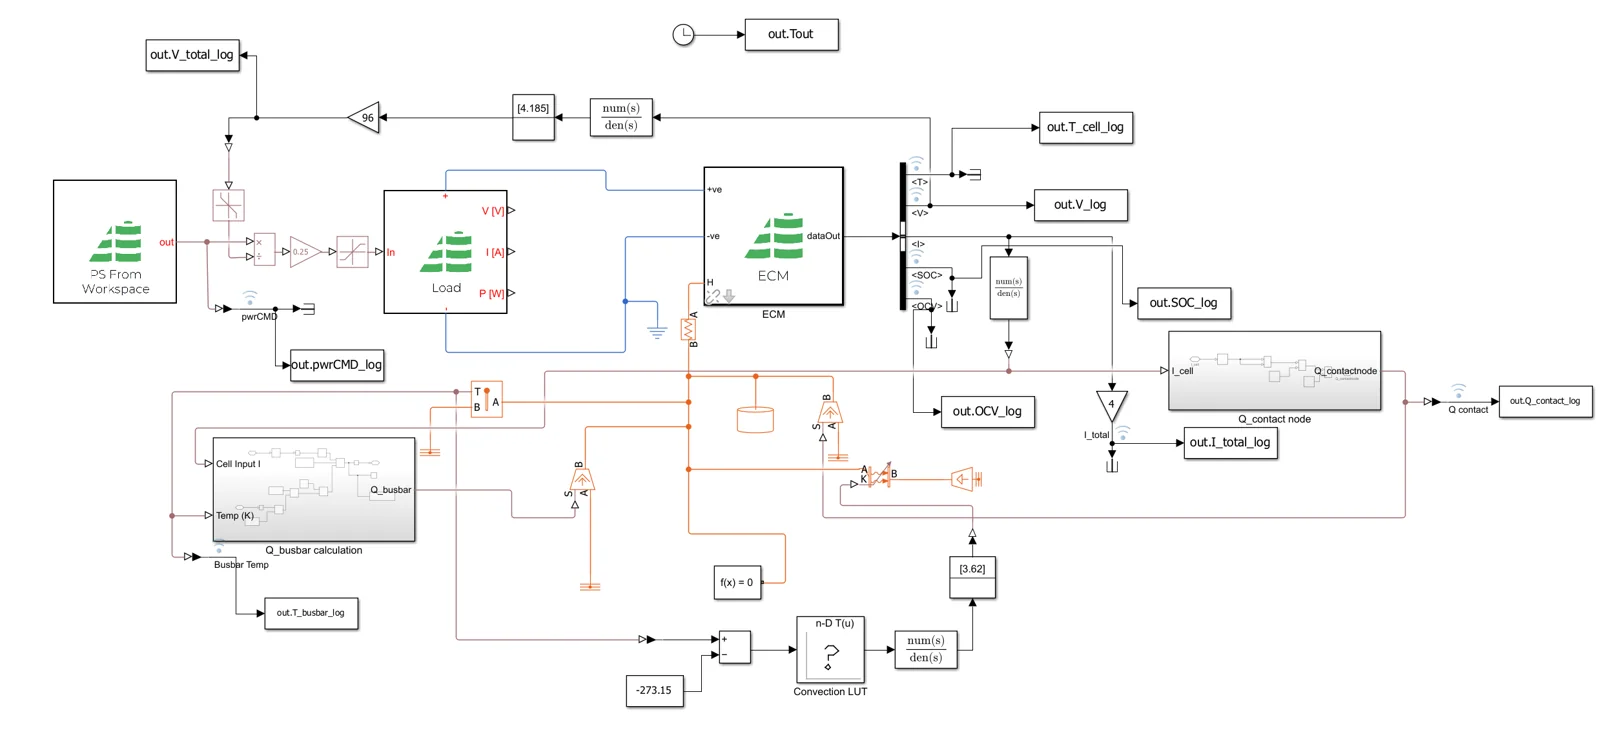 out.Tout
out.V_total_log
[4.185]
num(s)
den(s)
96
out.T_cell_log
<T>
out.V_log
<V>
+ve
-ve
dataOut
ECM
H
ECM
<I>
<SOC>
<OCV>
num(s)
den(s)
out.SOC_log
out
PS From
Workspace
×
÷
0.25
In
+
V [V]
I [A]
P [W]
Load
-
pwrCMD
out.pwrCMD_log
A
B
I_cell
Q_contactnode
Q_contact node
Q contact
out.Q_contact_log
T
B
A
B
S
A
out.OCV_log
4
I_total
out.I_total_log
Cell Input I
Q_busbar
Temp (K)
Q_busbar calculation
B
S
A
A
K
B
Busbar Temp
out.T_busbar_log
f(x) = 0
[3.62]
n-D T(u)
Convection LUT
+
−
num(s)
den(s)
-273.15